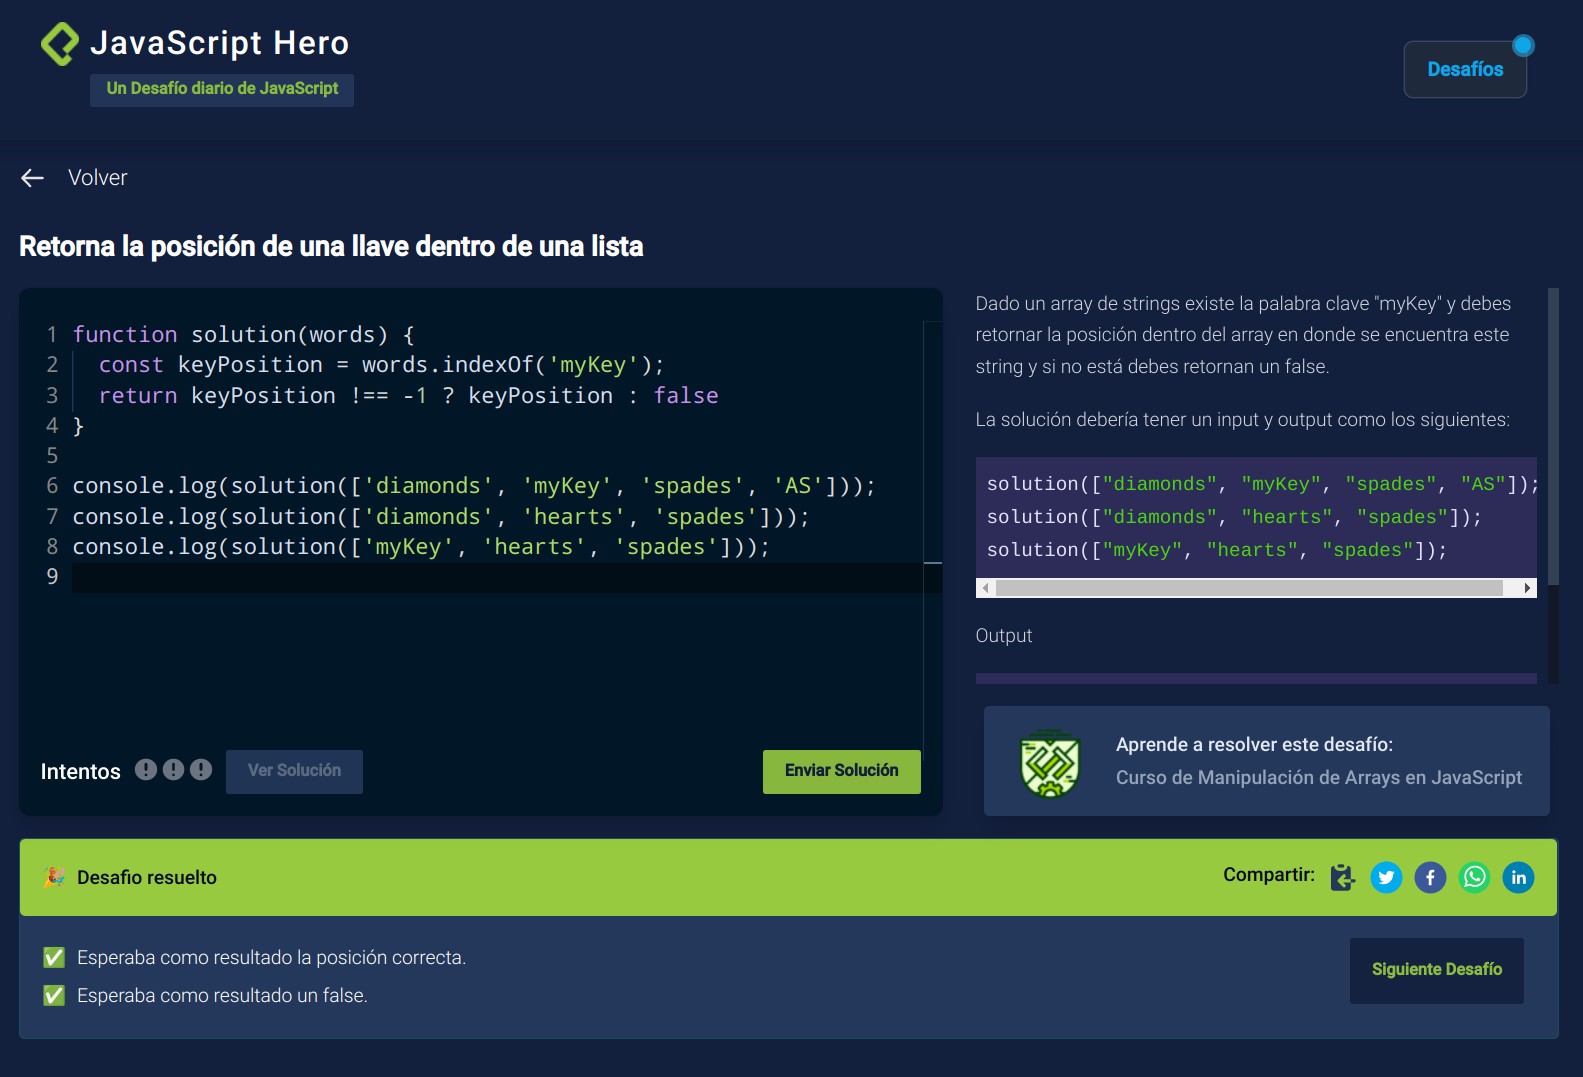 JavaScript Hero
Un Desafío diario de JavaScript
Desafíos
Volver
Retorna la posición de una llave dentro de una lista
1 function solution(words) {
2   const keyPosition = words.indexOf('myKey');
3   return keyPosition !== -1 ? keyPosition : false
4 }
5
6 console.log(solution(['diamonds', 'myKey', 'spades', 'AS']));
7 console.log(solution(['diamonds', 'hearts', 'spades']));
8 console.log(solution(['myKey', 'hearts', 'spades']));
9
Intentos
Ver Solución
Enviar Solución
Dado un array de strings existe la palabra clave "myKey" y debes
retornar la posición dentro del array en donde se encuentra este
string y si no está debes retornan un false.
La solución debería tener un input y output como los siguientes:
solution(["diamonds", "myKey", "spades", "AS"]);
solution(["diamonds", "hearts", "spades"]);
solution(["myKey", "hearts", "spades"]);
Output
Aprende a resolver este desafío:
Curso de Manipulación de Arrays en JavaScript
Desafio resuelto
Compartir:
Esperaba como resultado la posición correcta.
Esperaba como resultado un false.
Siguiente Desafío